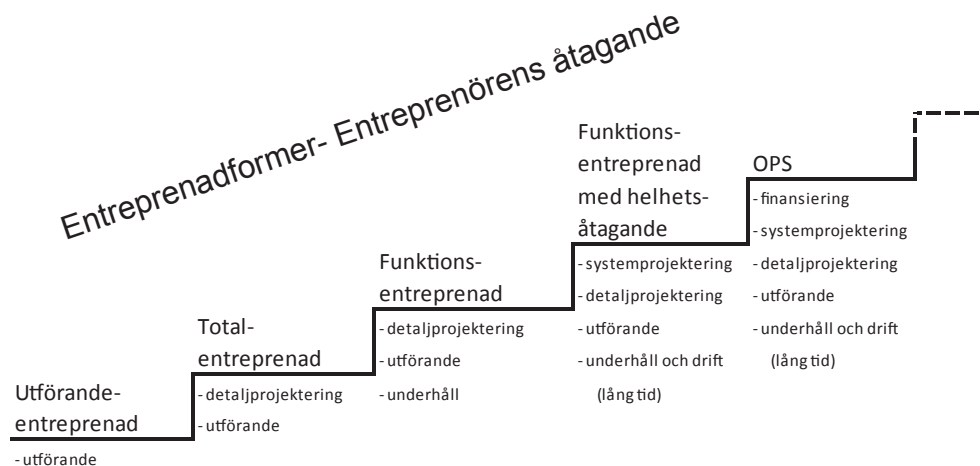 Entreprenadformer- Entreprenörens åtagande
Utförande-
entreprenad
- utförande
Total-
entreprenad
- detaljprojektering
- utförande
Funktions-
entreprenad
- detaljprojektering
- utförande
- underhåll
Funktions-
entreprenad
med helhets-
åtagande
- systemprojektering
- detaljprojektering
- utförande
- underhåll och drift
(lång tid)
OPS
- finansiering
- systemprojektering
- detaljprojektering
- utförande
- underhåll och drift
(lång tid)